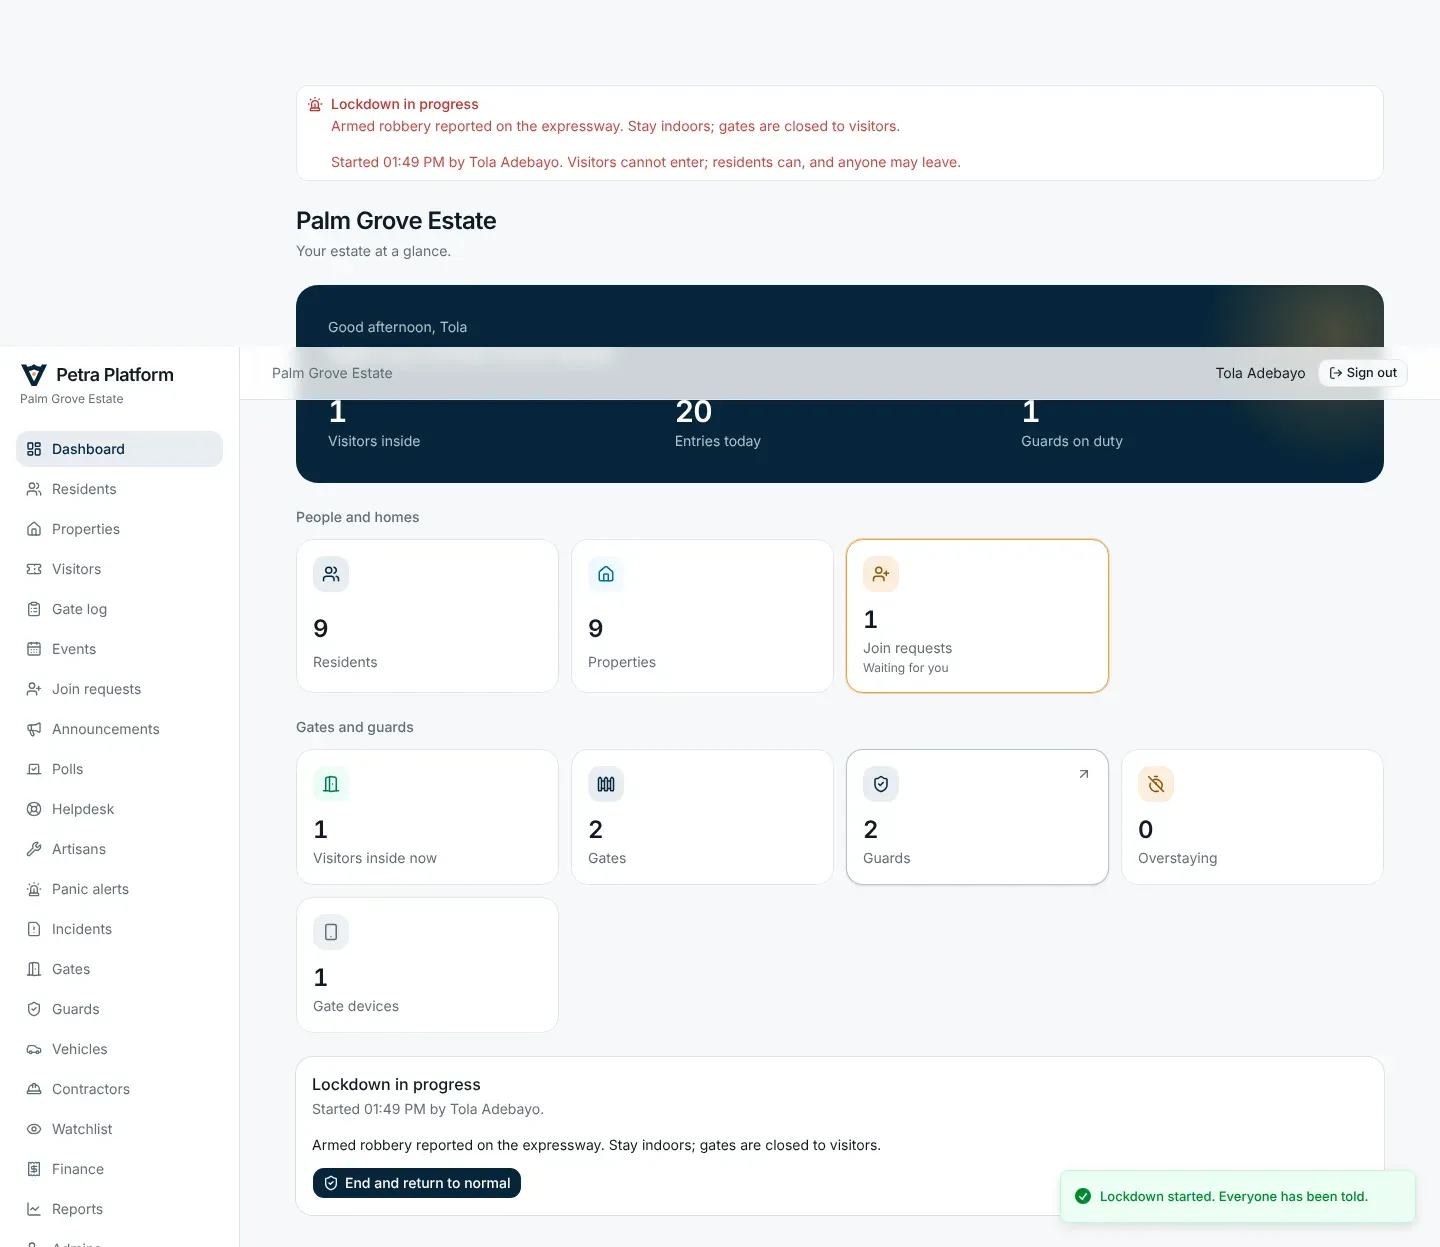 Lockdown in progress
Armed robbery reported on the expressway. Stay indoors; gates are closed to visitors.
Started 01:49 PM by Tola Adebayo. Visitors cannot enter; residents can, and anyone may leave.
Palm Grove Estate
Your estate at a glance.
Good afternoon, Tola
Petra Platform
Palm Grove Estate
Palm Grove Estate
Tola Adebayo
Sign out
1
Visitors inside
20
Entries today
1
Guards on duty
Dashboard
Residents
Properties
Visitors
Gate log
Events
Join requests
Announcements
Polls
Helpdesk
Artisans
Panic alerts
Incidents
Gates
Guards
Vehicles
Contractors
Watchlist
Finance
Reports
People and homes
9
Residents
9
Properties
1
Join requests
Waiting for you
Gates and guards
1
Visitors inside now
2
Gates
2
Guards
0
Overstaying
1
Gate devices
Lockdown in progress
Started 01:49 PM by Tola Adebayo.
Armed robbery reported on the expressway. Stay indoors; gates are closed to visitors.
End and return to normal
Lockdown started. Everyone has been told.